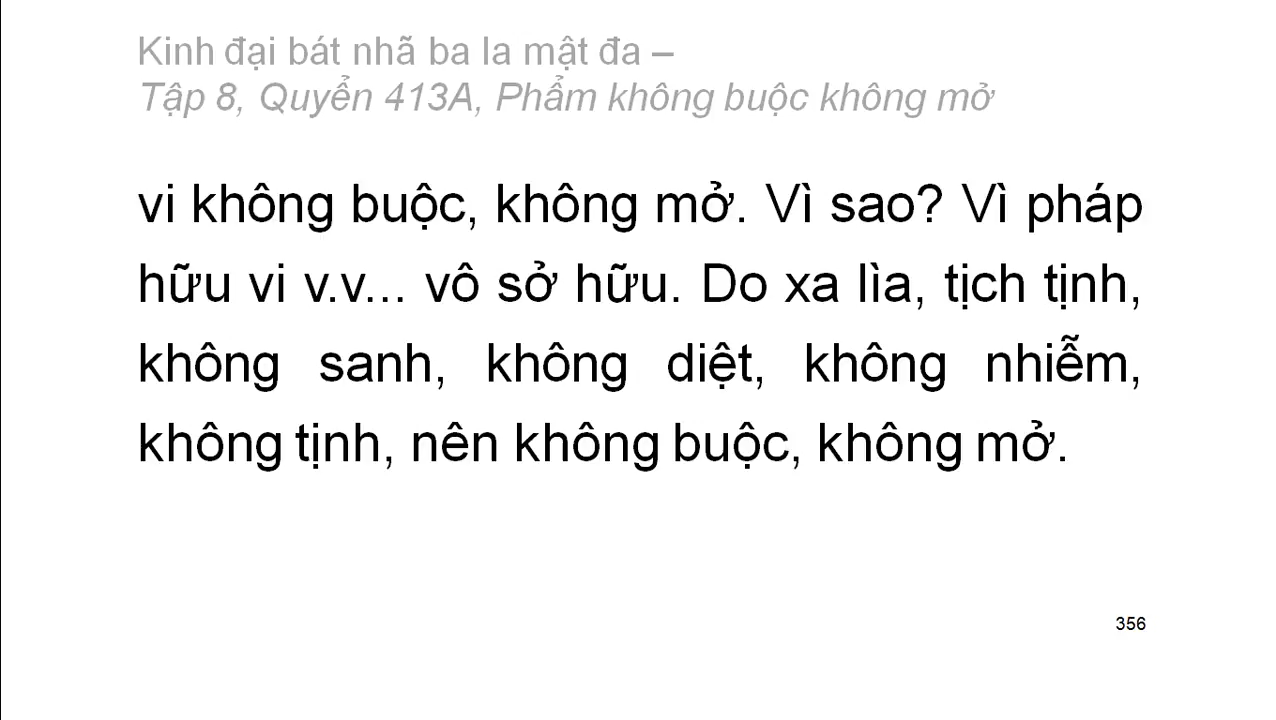 Kinh đại bát nhã ba la mật đa –
Tập 8, Quyển 413A, Phẩm không buộc không mở
vi không buộc, không mở. Vì sao? Vì pháp
hữu vi v.v... vô sở hữu. Do xa lìa, tịch tịnh,
không sanh, không diệt, không nhiễm,
không tịnh, nên không buộc, không mở.
356